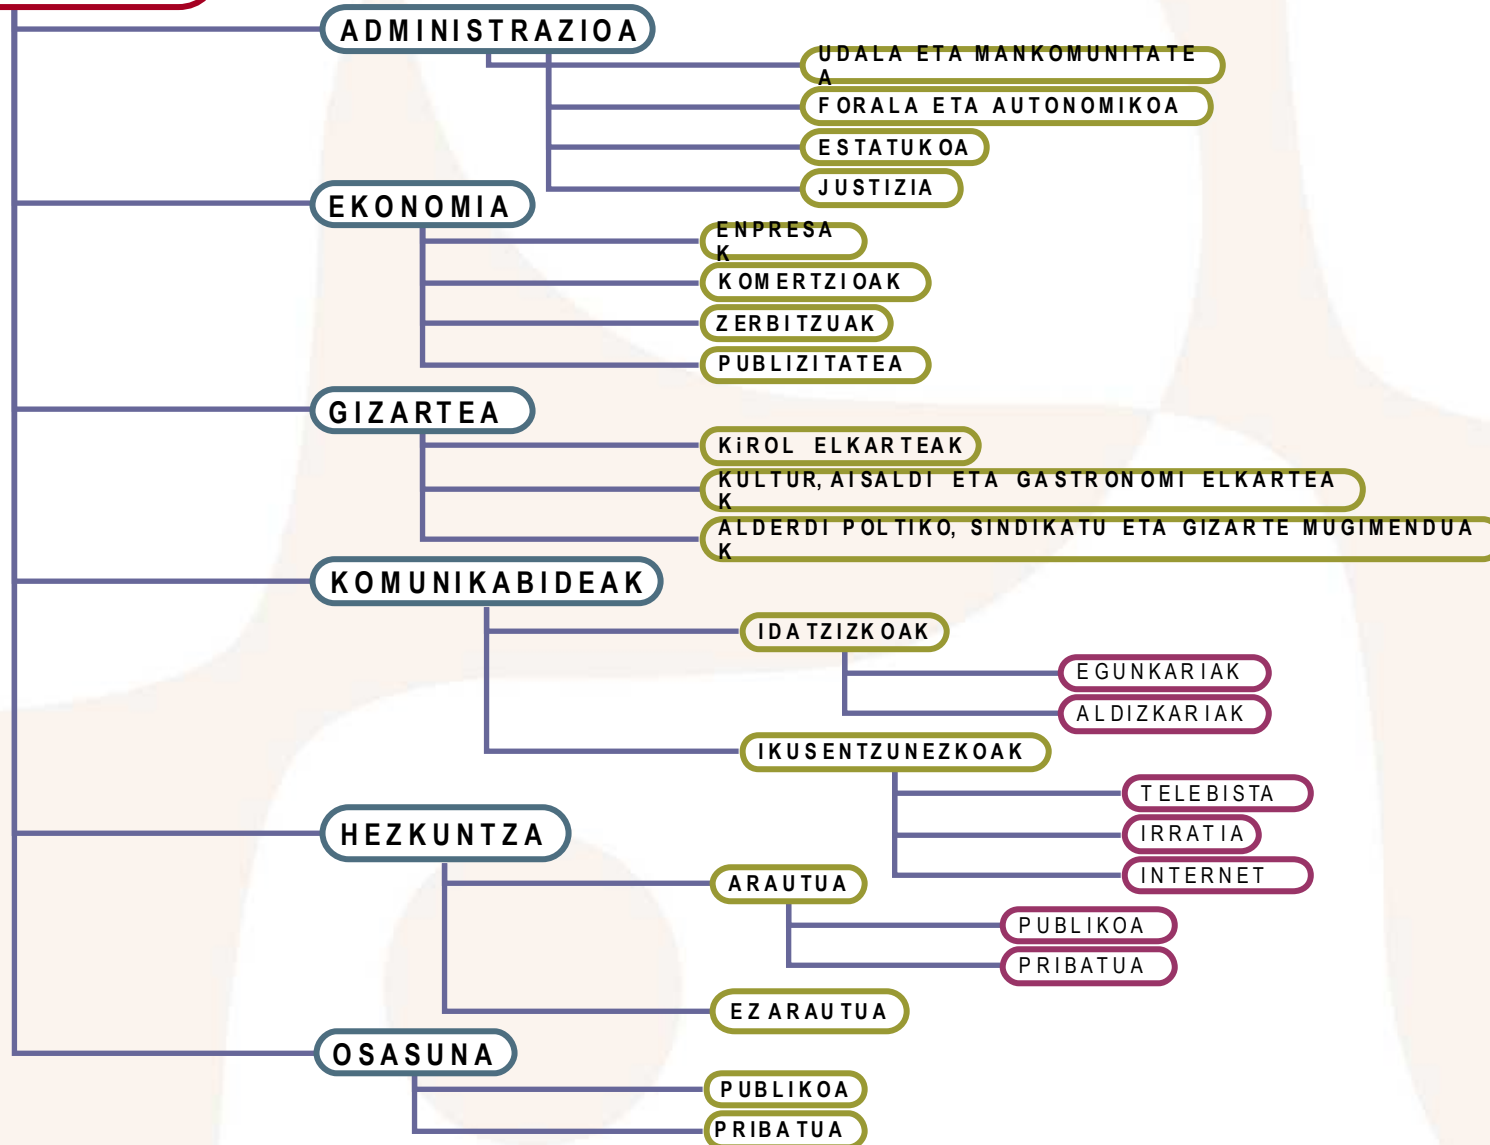 ADMINISTRAZIOA
UDALA ETA MANKOMUNITATE
A
FORALA ETA AUTONOMIKOA
ESTATUKOA
JUSTIZIA
EKONOMIA
ENPRESA
K
KOMERTZIOAK
ZERBITZUAK
PUBLIZITATEA
GIZARTEA
KiROL ELKARTEAK
KULTUR, AISALDI ETA GASTRONOMI ELKARTEA
K
ALDERDI POLTIKO, SINDIKATU ETA GIZARTE MUGIMENDUA
K
KOMUNIKABIDEAK
IDATZIZKOAK
EGUNKARIAK
ALDIZKARIAK
IKUSENTZUNEZKOAK
TELEBISTA
IRRATIA
INTERNET
HEZKUNTZA
ARAUTUA
PUBLIKOA
PRIBATUA
EZ ARAUTUA
OSASUNA
PUBLIKOA
PRIBATUA